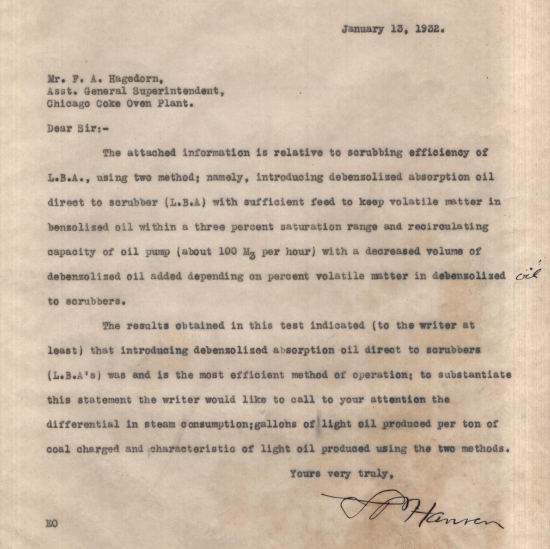 January 13, 1932.
Mr. F. A. Hagedorn,
Asst. General Superintendent,
Chicago Coke Oven Plant.
Dear Sir:-
The attached information is relative to scrubbing efficiency of
L.B.A., using two method; namely, introducing debenzolized absorption oil
direct to scrubber (L.B.A) with sufficient feed to keep volatile matter in
benzolized oil within a three percent saturation range and recirculating
capacity of oil pump (about 100 M3 per hour) with a decreased volume of
debenzolized oil added depending on percent volatile matter in debenzolized oil
to scrubbers.
The results obtained in this test indicated (to the writer at
least) that introducing debenzolized absorption oil direct to scrubbers
(L.B.A's) was and is the most efficient method of operation; to substantiate
this statement the writer would like to call to your attention the
differential in steam consumption;gallons of light oil produced per ton of
coal charged and characteristic of light oil produced using the two methods.
Yours very truly,
Hansen
EO